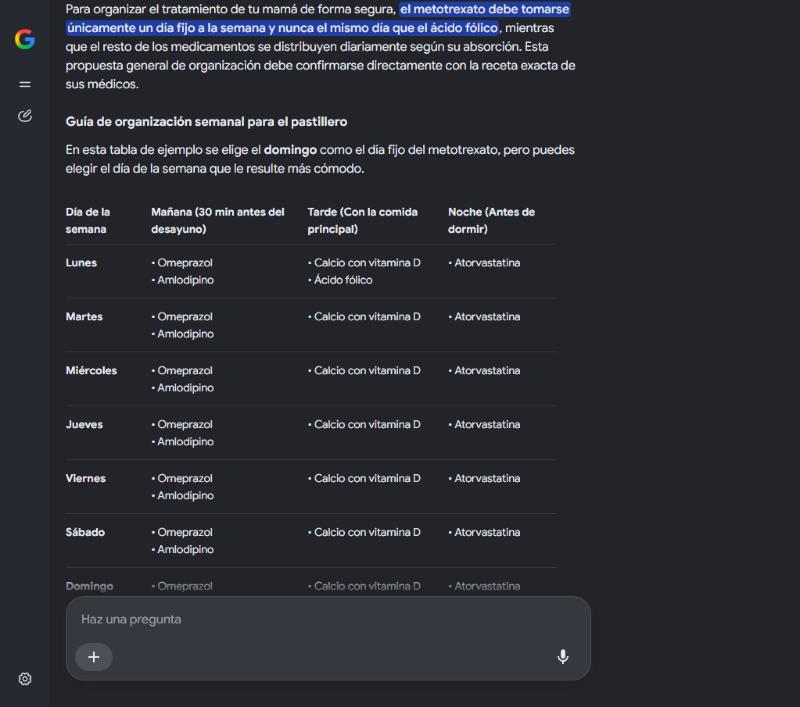 Para organizar el tratamiento de tu mamá de forma segura, el metotrexato debe tomarse
únicamente un día fijo a la semana y nunca el mismo día que el ácido fólico, mientras
que el resto de los medicamentos se distribuyen diariamente según su absorción. Esta
propuesta general de organización debe confirmarse directamente con la receta exacta de
sus médicos.
Guía de organización semanal para el pastillero
En esta tabla de ejemplo se elige el domingo como el día fijo del metotrexato, pero puedes
elegir el día de la semana que le resulte más cómodo.
Día de la semana
Mañana (30 min antes del desayuno)
Tarde (Con la comida principal)
Noche (Antes de dormir)
Lunes
• Omeprazol
• Amlodipino
• Calcio con vitamina D
• Ácido fólico
• Atorvastatina
Martes
• Omeprazol
• Amlodipino
• Calcio con vitamina D
• Atorvastatina
Miércoles
• Omeprazol
• Amlodipino
• Calcio con vitamina D
• Atorvastatina
Jueves
• Omeprazol
• Amlodipino
• Calcio con vitamina D
• Atorvastatina
Viernes
• Omeprazol
• Amlodipino
• Calcio con vitamina D
• Atorvastatina
Sábado
• Omeprazol
• Amlodipino
• Calcio con vitamina D
• Atorvastatina
Domingo
• Omeprazol
• Calcio con vitamina D
• Atorvastatina
Haz una pregunta